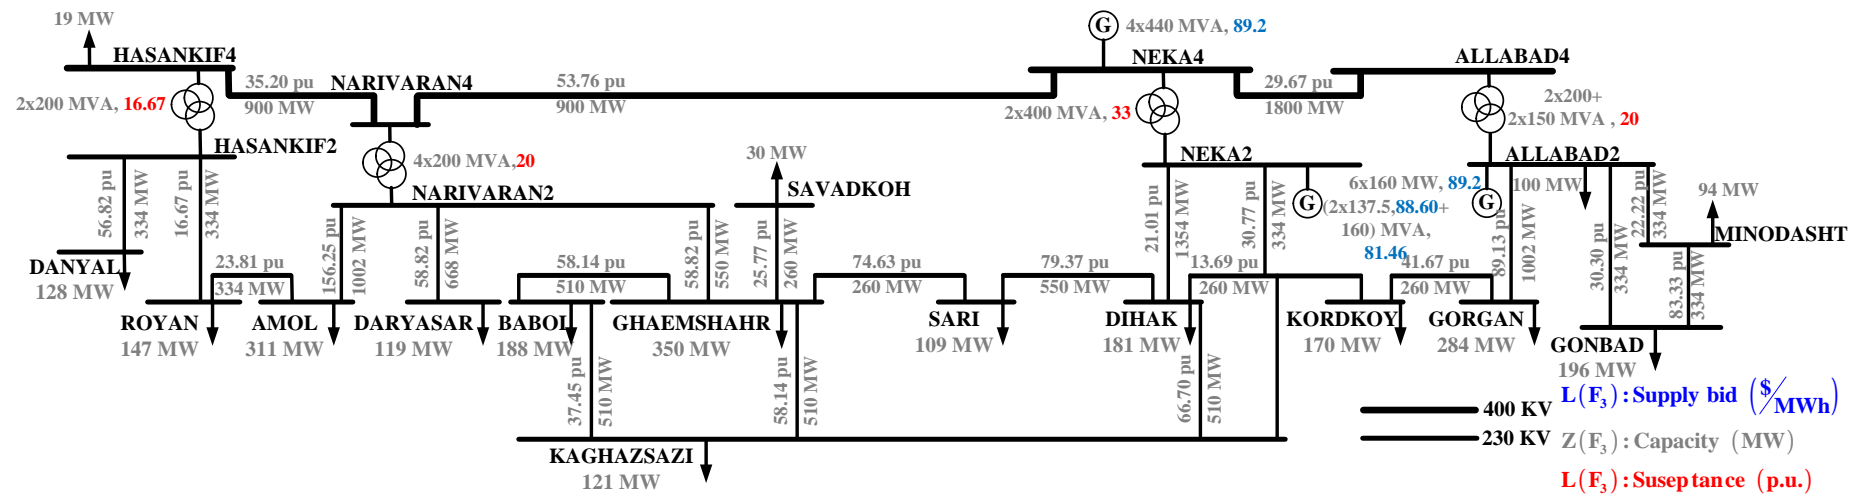 19 MW
HASANKIF4
35.20 pu
900 MW
2x200 MVA, 16.67
HASANKIF2
NARIVARAN4
53.76 pu
900 MW
4x200 MVA,20
NARIVARAN2
G
4x440 MVA, 89.2
NEKA4
2x400 MVA, 33
29.67 pu
1800 MW
ALLABAD4
2x200+
2x150 MVA , 20
NEKA2
ALLABAD2
30 MW
SAVADKOH
G
6x160 MW, 89.2
(2x137.5,88.60+
160) MVA,
81.46
G
100 MW
94 MW
MINODASHT
56.82 pu
334 MW
16.67 pu
334 MW
156.25 pu
1002 MW
58.82 pu
668 MW
58.82 pu
550 MW
25.77 pu
260 MW
21.01 pu
1354 MW
30.77 pu
334 MW
89.13 pu
1002 MW
30.30 pu
334 MW
22.22 pu
334 MW
83.33 pu
334 MW
DANYAL
128 MW
23.81 pu
334 MW
58.14 pu
510 MW
74.63 pu
260 MW
79.37 pu
550 MW
13.69 pu
260 MW
41.67 pu
260 MW
ROYAN
147 MW
AMOL
311 MW
DARYASAR
119 MW
BABOL
188 MW
GHAEMSHAHR
350 MW
SARI
109 MW
DIHAK
181 MW
KORDKOY
170 MW
GORGAN
284 MW
GONBAD
196 MW
37.45 pu
510 MW
58.14 pu
510 MW
66.70 pu
510 MW
KAGHAZSAZI
121 MW
400 KV
230 KV
L(F₃):Supply bid ($/MWh)
Z(F₃):Capacity (MW)
L(F₃):Suseptance (p.u.)